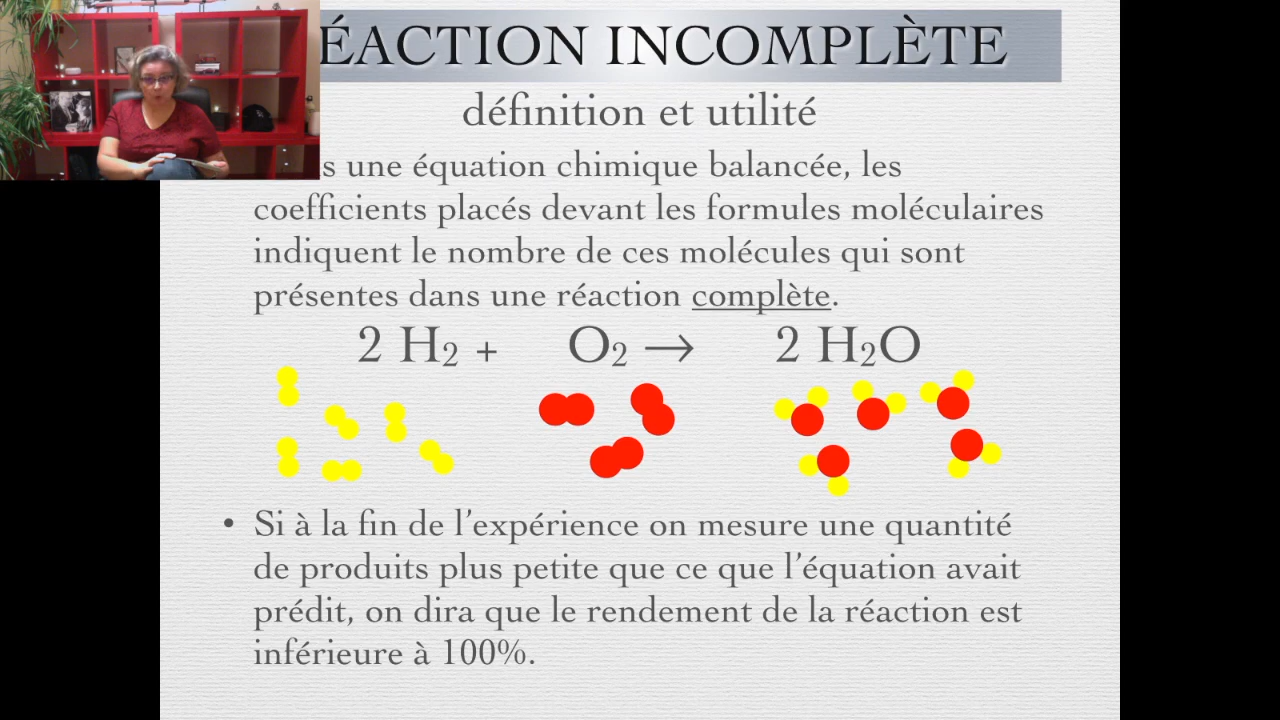 ÉACTION INCOMPLÈTE
définition et utilité
s une équation chimique balancée, les
coefficients placés devant les formules moléculaires
indiquent le nombre de ces molécules qui sont
présentes dans une réaction complète.
2 H₂ + O₂ → 2 H₂O
• Si à la fin de l’expérience on mesure une quantité
de produits plus petite que ce que l’équation avait
prédit, on dira que le rendement de la réaction est
inférieure à 100%.